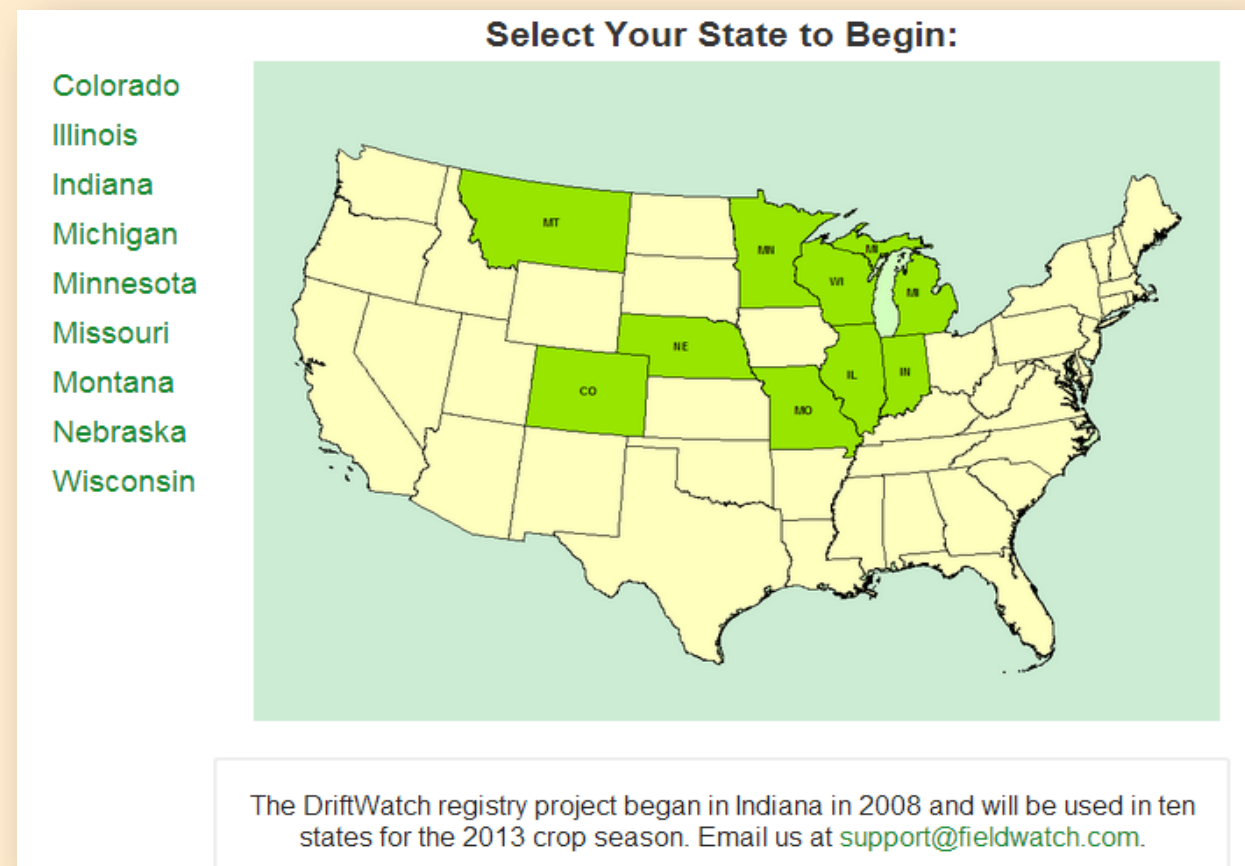 Select Your State to Begin:
Colorado
Illinois
Indiana
Michigan
Minnesota
Missouri
Montana
Nebraska
Wisconsin
MT
MN
MI
WI
MI
NE
IL
IN
CO
MO
The DriftWatch registry project began in Indiana in 2008 and will be used in ten
states for the 2013 crop season. Email us at support@fieldwatch.com.